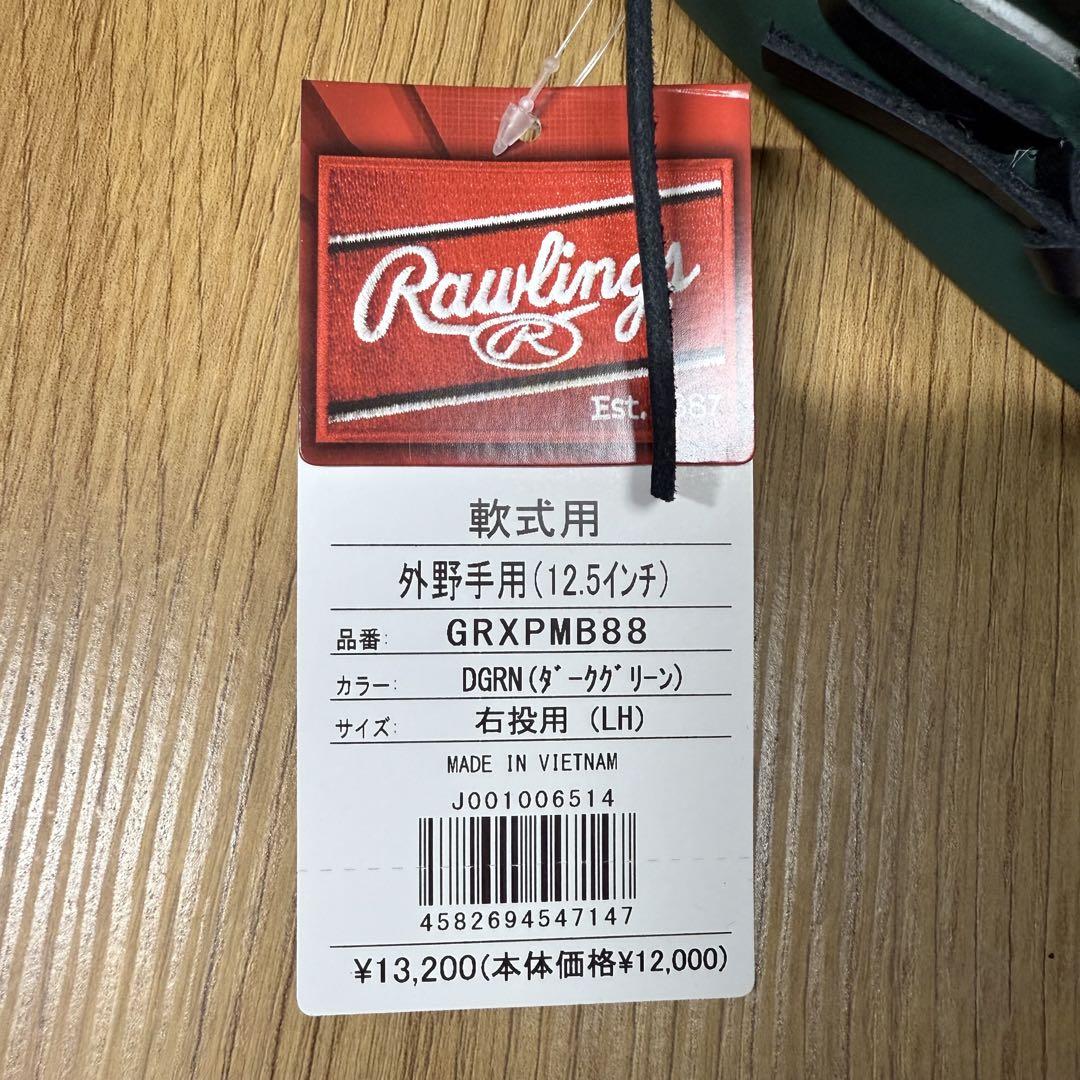 Rawlings
R
Est. 87
軟式用
外野手用(12.5インチ)
品番: GRXPMB88
カラー: DGRN(ダークグリーン)
サイズ: 右投用 (LH)
MADE IN VIETNAM
J001006514
4582694547147
¥13,200(本体価格¥12,000)